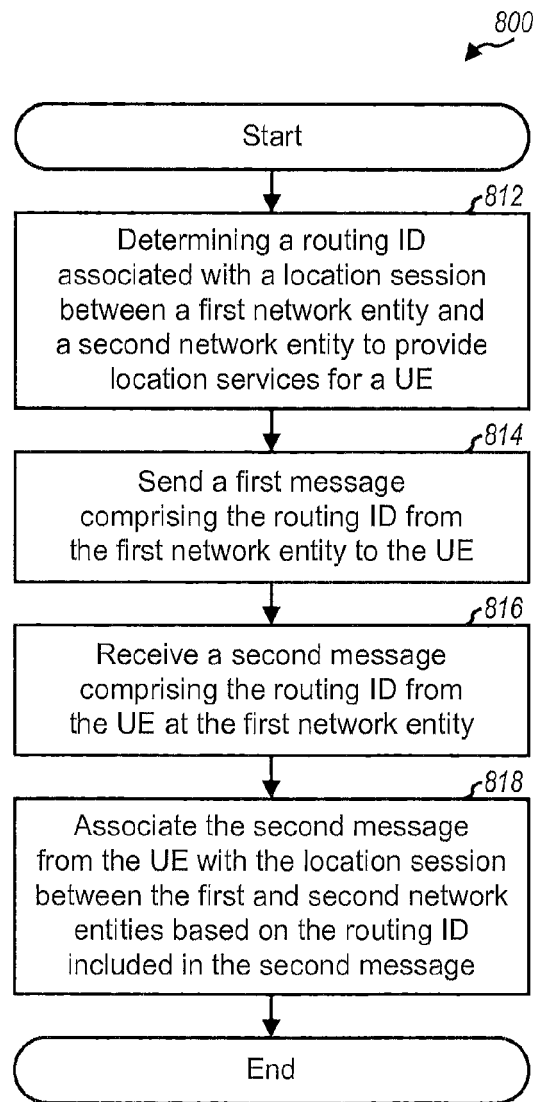 800
Start
812
Determining a routing ID
associated with a location session
between a first network entity and
a second network entity to provide
location services for a UE
814
Send a first message
comprising the routing ID from
the first network entity to the UE
816
Receive a second message
comprising the routing ID from
the UE at the first network entity
818
Associate the second message
from the UE with the location session
between the first and second network
entities based on the routing ID
included in the second message
End